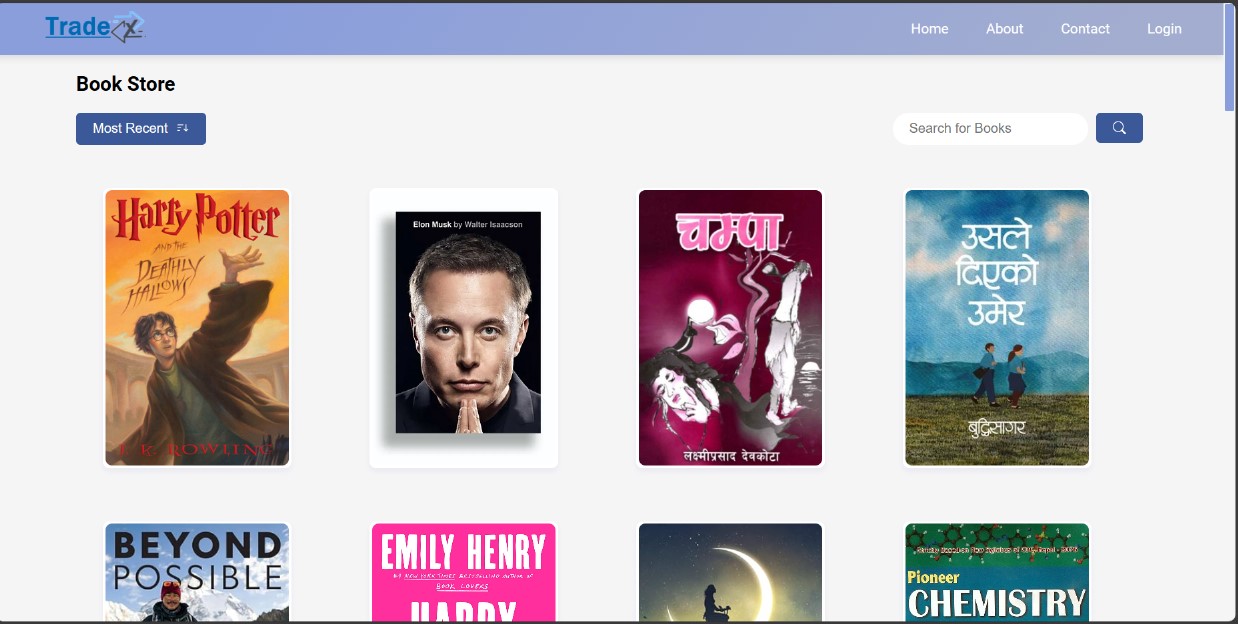 TradeX
Home About Contact Login
Book Store
Most Recent
Search for Books
Harry Potter
AND THE
DEATHLY
HALLOWS
J. K. ROWLING
Elon Musk by Walter Isaacson
चम्पा
लक्ष्मीप्रसाद देवकोटा
उसले
दिएको
उमेर
बुद्धिसागर
BEYOND
POSSIBLE
EMILY HENRY
#1 NEW YORK TIMES BESTSELLING AUTHOR OF
BOOK LOVERS
HAPPY
Pioneer
CHEMISTRY